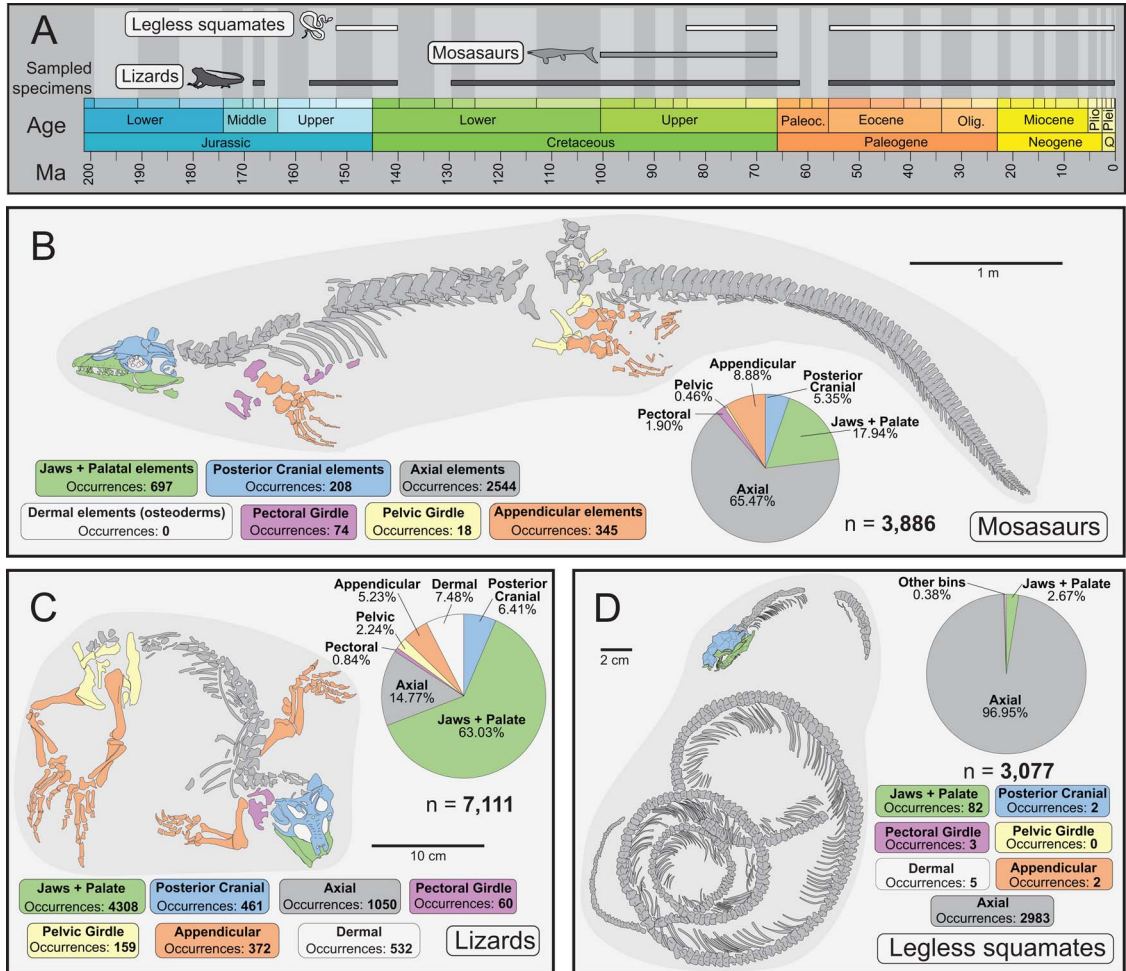 A
Legless squamates
Mosasaurs
Sampled
specimens
Lizards
Age
Lower
Middle
Upper
Lower
Upper
Paleoc.
Eocene
Olig.
Miocene
Plio
Plei
Jurassic
Cretaceous
Paleogene
Neogene
Q
Ma
200
190
180
170
160
150
140
130
120
110
100
90
80
70
60
50
40
30
20
10
0
B
1 m
Appendicular
8.88%
Posterior
Cranial
5.35%
Pelvic
0.46%
Pectoral
1.90%
Jaws + Palate
17.94%
Axial
65.47%
Jaws + Palatal elements
Occurrences: 697
Posterior Cranial elements
Occurrences: 208
Axial elements
Occurrences: 2544
Dermal elements (osteoderms)
Occurrences: 0
Pectoral Girdle
Occurrences: 74
Pelvic Girdle
Occurrences: 18
Appendicular elements
Occurrences: 345
n = 3,886
Mosasaurs
C
Appendicular
5.23%
Dermal
7.48%
Posterior
Cranial
6.41%
Pelvic
2.24%
Pectoral
0.84%
Axial
14.77%
Jaws + Palate
63.03%
n = 7,111
10 cm
Jaws + Palate
Occurrences: 4308
Posterior Cranial
Occurrences: 461
Axial
Occurrences: 1050
Pectoral Girdle
Occurrences: 60
Pelvic Girdle
Occurrences: 159
Appendicular
Occurrences: 372
Dermal
Occurrences: 532
Lizards
D
2 cm
Other bins
0.38%
Jaws + Palate
2.67%
Axial
96.95%
n = 3,077
Jaws + Palate
Occurrences: 82
Posterior Cranial
Occurrences: 2
Pectoral Girdle
Occurrences: 3
Pelvic Girdle
Occurrences: 0
Dermal
Occurrences: 5
Appendicular
Occurrences: 2
Axial
Occurrences: 2983
Legless squamates